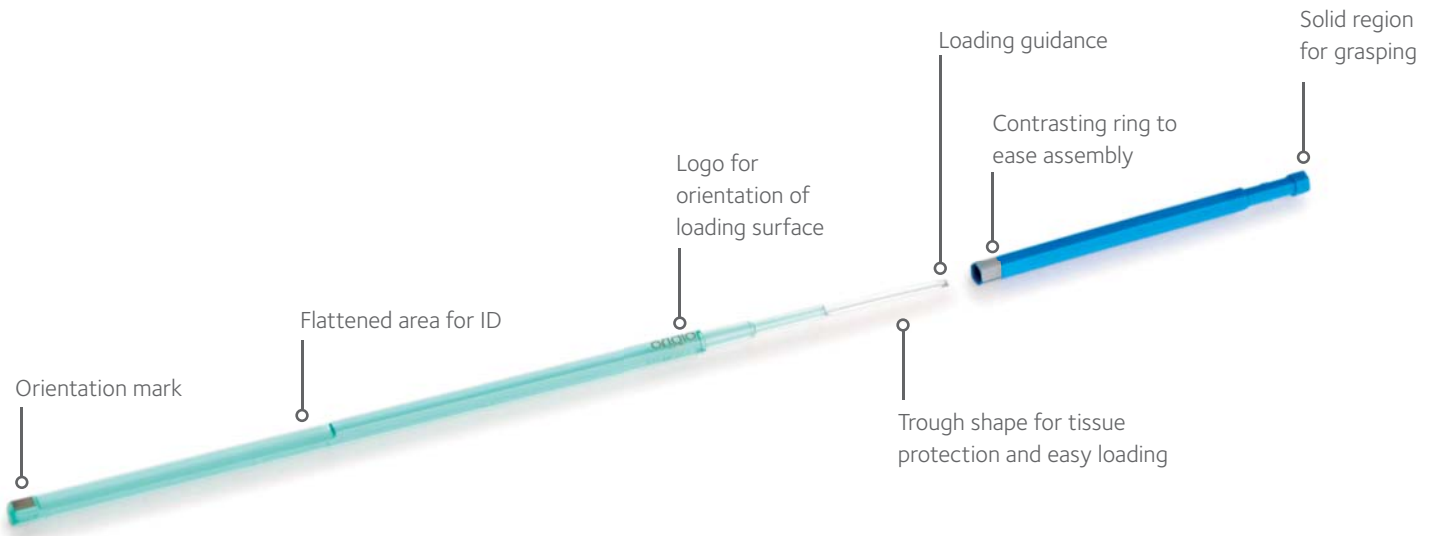 Solid region
for grasping
Loading guidance
Contrasting ring to
ease assembly
Logo for
orientation of
loading surface
origio
Flattened area for ID
Orientation mark
Trough shape for tissue
protection and easy loading